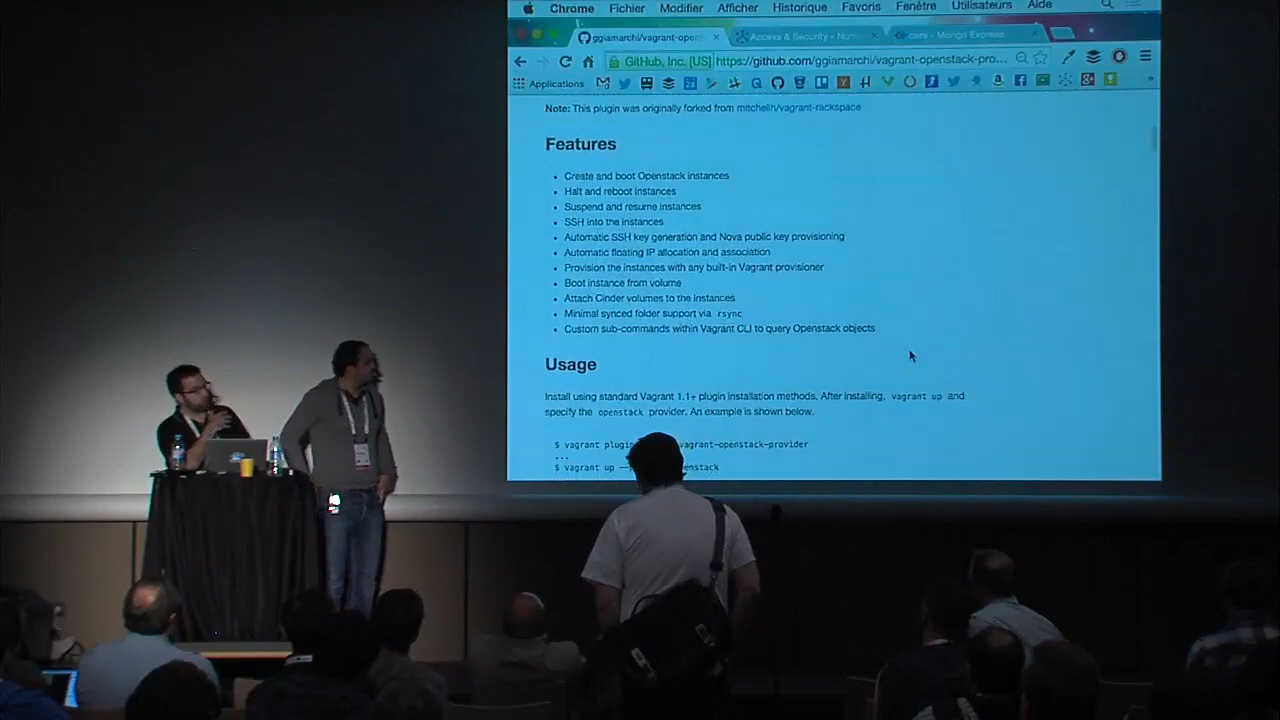 Chrome Fichier Modifier Afficher Historique Favoris Fenêtre Utilisateurs Aide
ggiamarchi/vagrant-opens Access & Security - Mongo Express
GitHub, Inc. [US] https://github.com/ggiamarchi/vagrant-openstack-pro...
Applications
Note: This plugin was originally forked from mitchellh/vagrant-rackspace
Features
• Create and boot Openstack instances
• Halt and reboot instances
• Suspend and resume instances
• SSH into the instances
• Automatic SSH key generation and Nova public key provisioning
• Automatic floating IP allocation and association
• Provision the instances with any built-in Vagrant provisioner
• Boot instance from volume
• Attach Cinder volumes to the instances
• Minimal synced folder support via rsync
• Custom sub-commands within Vagrant CLI to query Openstack objects
Usage
Install using standard Vagrant 1.1+ plugin installation methods. After installing, vagrant up and
specify the openstack provider. An example is shown below.
$ vagrant plugin vagrant-openstack-provider
...
$ vagrant up